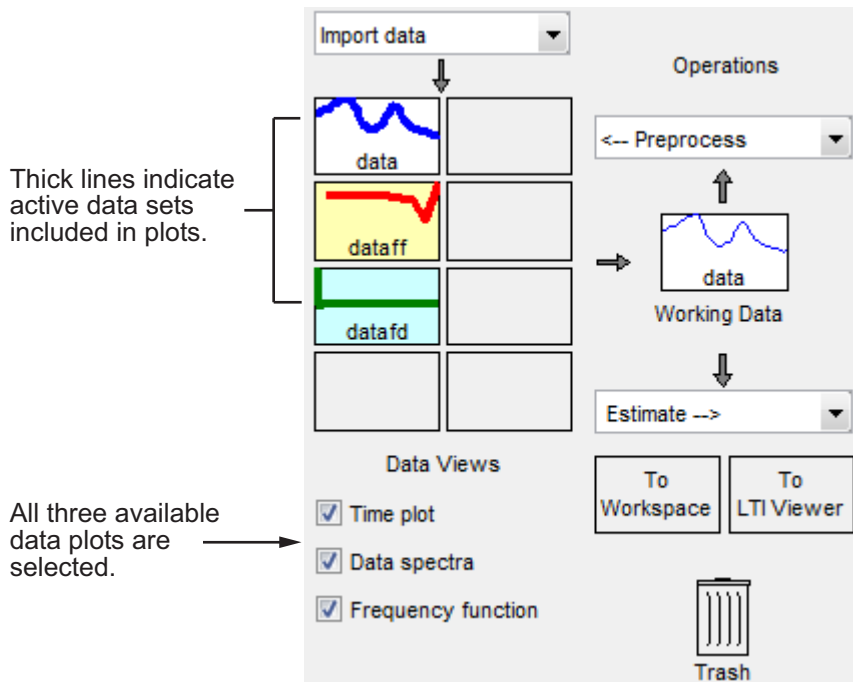 Import data
Operations
Thick lines indicate
active data sets
included in plots.
data
<-- Preprocess
dataff
data
Working Data
datafd
Estimate -->
Data Views
To
Workspace
To
LTI Viewer
All three available
data plots are
selected.
Time plot
Data spectra
Frequency function
Trash